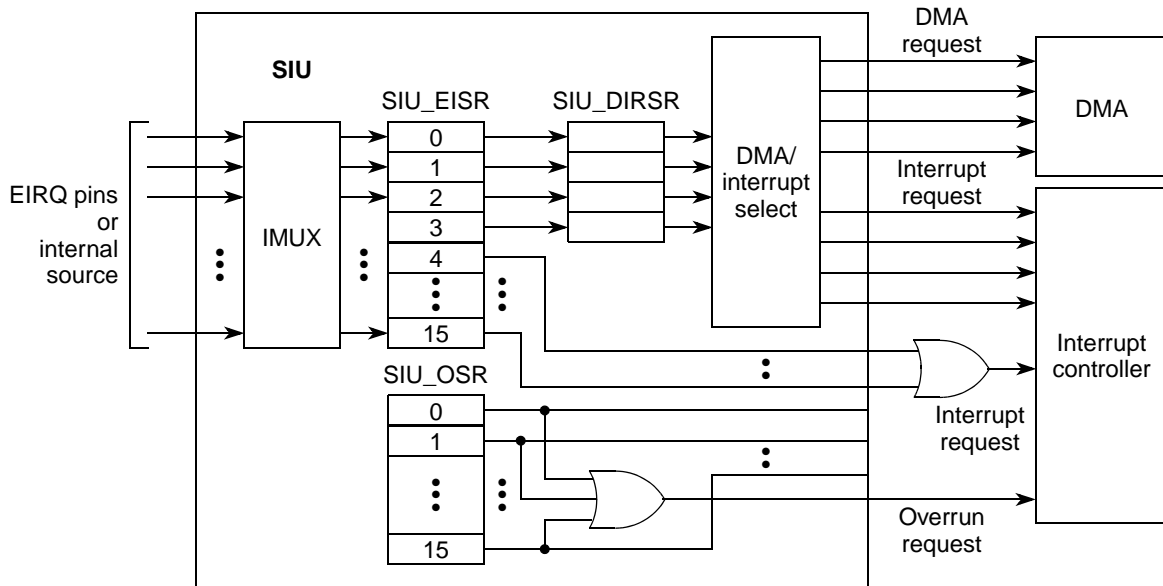 DMA
request
SIU
SIU_EISR
SIU_DIRSR
DMA
EIRQ pins
or
internal
source
IMUX
0
1
2
3
4
15
DMA/
interrupt
select
Interrupt
request
Interrupt
controller
SIU_OSR
0
1
15
Interrupt
request
Overrun
request